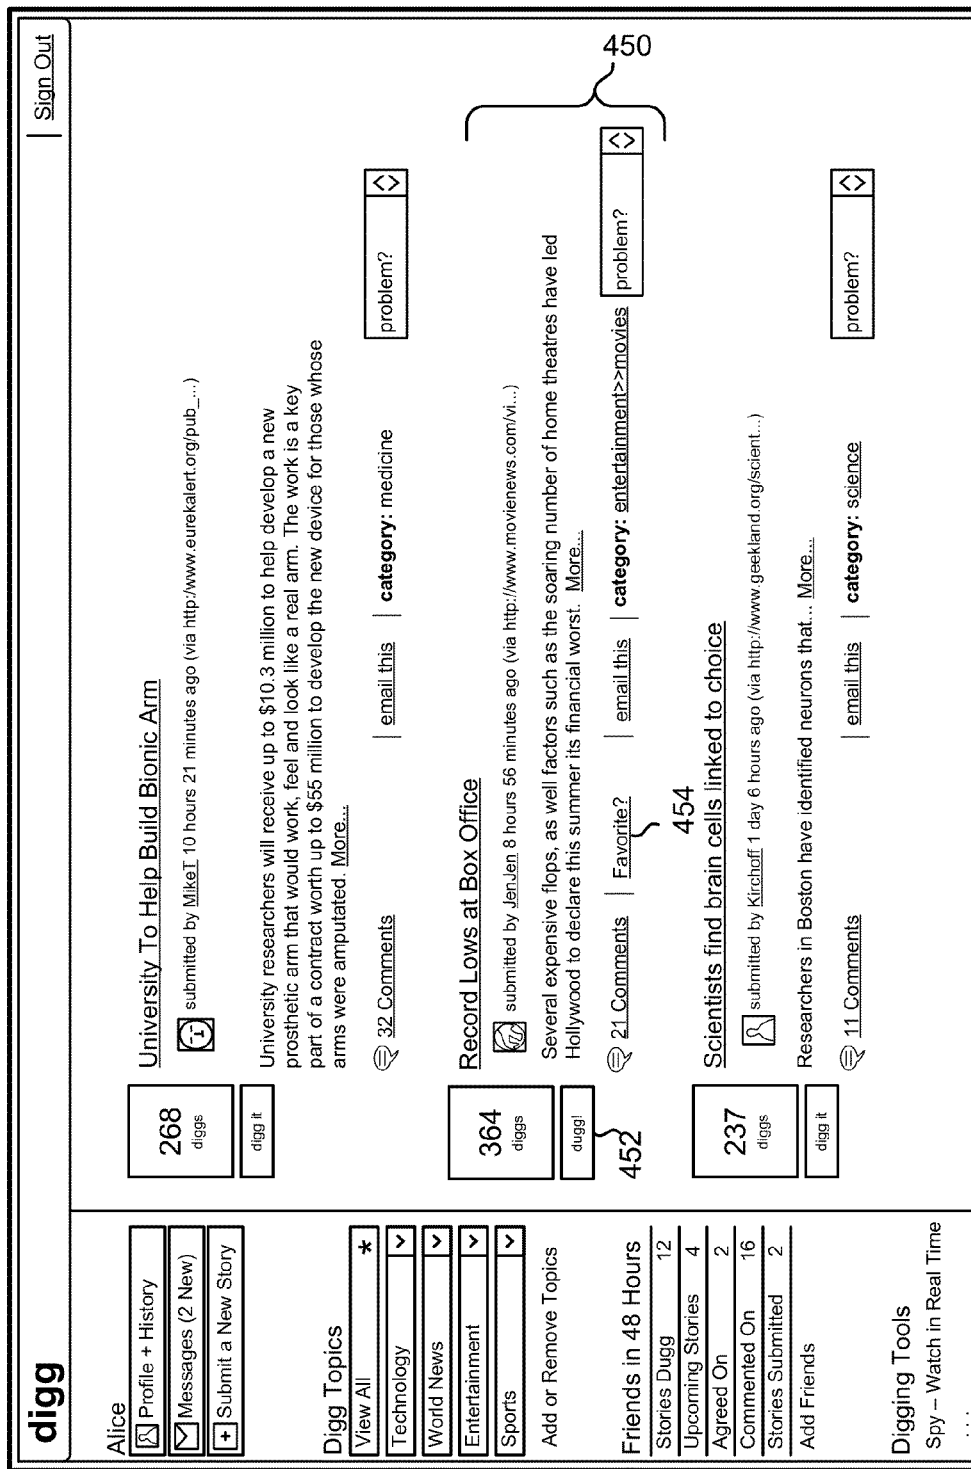 digg
Sign Out
Alice
Profile + History
Messages (2 New)
+ Submit a New Story
Digg Topics
View All *
Technology
World News
Entertainment
Sports
Add or Remove Topics
Friends in 48 Hours
Stories Dugg 12
Upcoming Stories 4
Agreed On 2
Commented On 16
Stories Submitted 2
Add Friends
Digging Tools
Spy – Watch in Real Time
...
268
diggs
digg it
University To Help Build Bionic Arm
submitted by MikeT 10 hours 21 minutes ago (via http:/www.eurekalert.org/pub_...)
University researchers will receive up to $10.3 million to help develop a new
prosthetic arm that would work, feel and look like a real arm. The work is a key
part of a contract worth up to $55 million to develop the new device for those whose
arms were amputated. More...
32 Comments | email this | category: medicine problem?
364
diggs
dugg!
452
Record Lows at Box Office
submitted by JenJen 8 hours 56 minutes ago (via http://www.movienews.com/vi...)
Several expensive flops, as well factors such as the soaring number of home theatres have led
Hollywood to declare this summer its financial worst. More...
21 Comments | Favorite? | email this | category: entertainment>>movies problem?
454
450
237
diggs
digg it
Scientists find brain cells linked to choice
submitted by Kirchoff 1 day 6 hours ago (via http://www.geekland.org/scient...)
Researchers in Boston have identified neurons that... More...
11 Comments | email this | category: science problem?